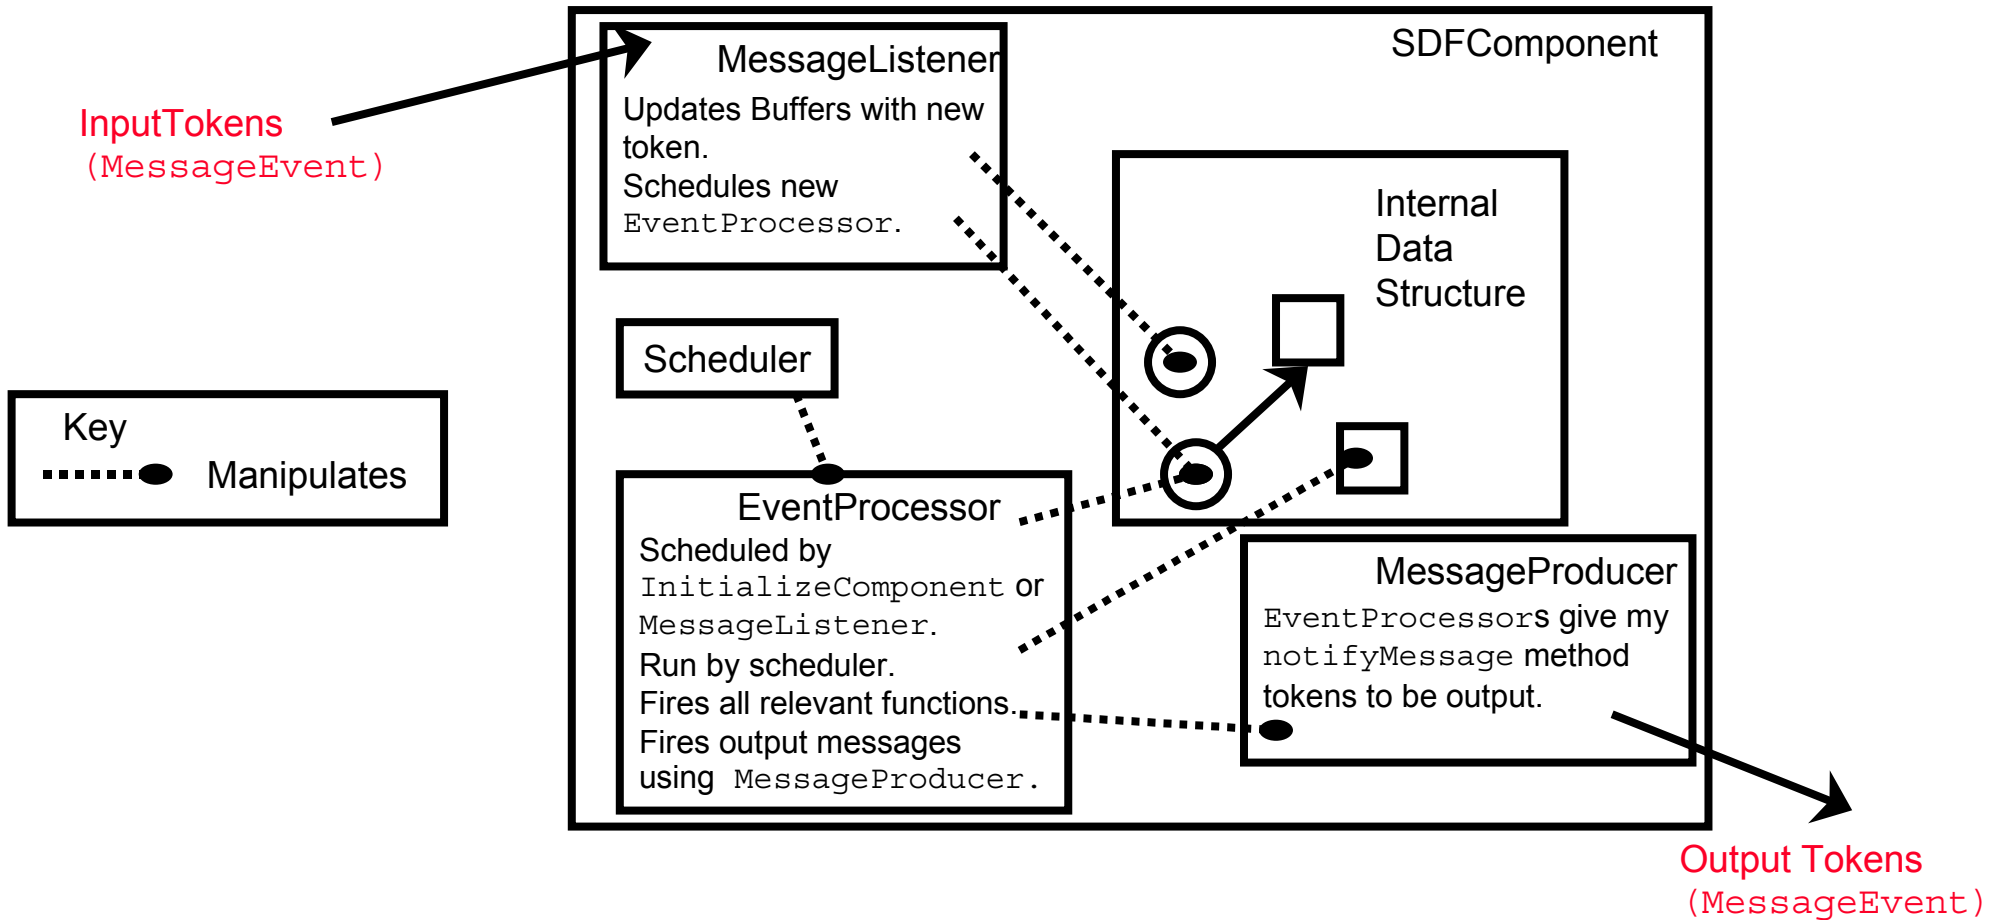 SDFComponent
MessageListener
Updates Buffers with new
token.
Schedules new
EventProcessor.
InputTokens
(MessageEvent)
Internal
Data
Structure
Scheduler
Key
Manipulates
EventProcessor
Scheduled by
InitializeComponent or
MessageListener.
Run by scheduler.
Fires all relevant functions.
Fires output messages
using MessageProducer.
MessageProducer
EventProcessors give my
notifyMessage method
tokens to be output.
Output Tokens
(MessageEvent)